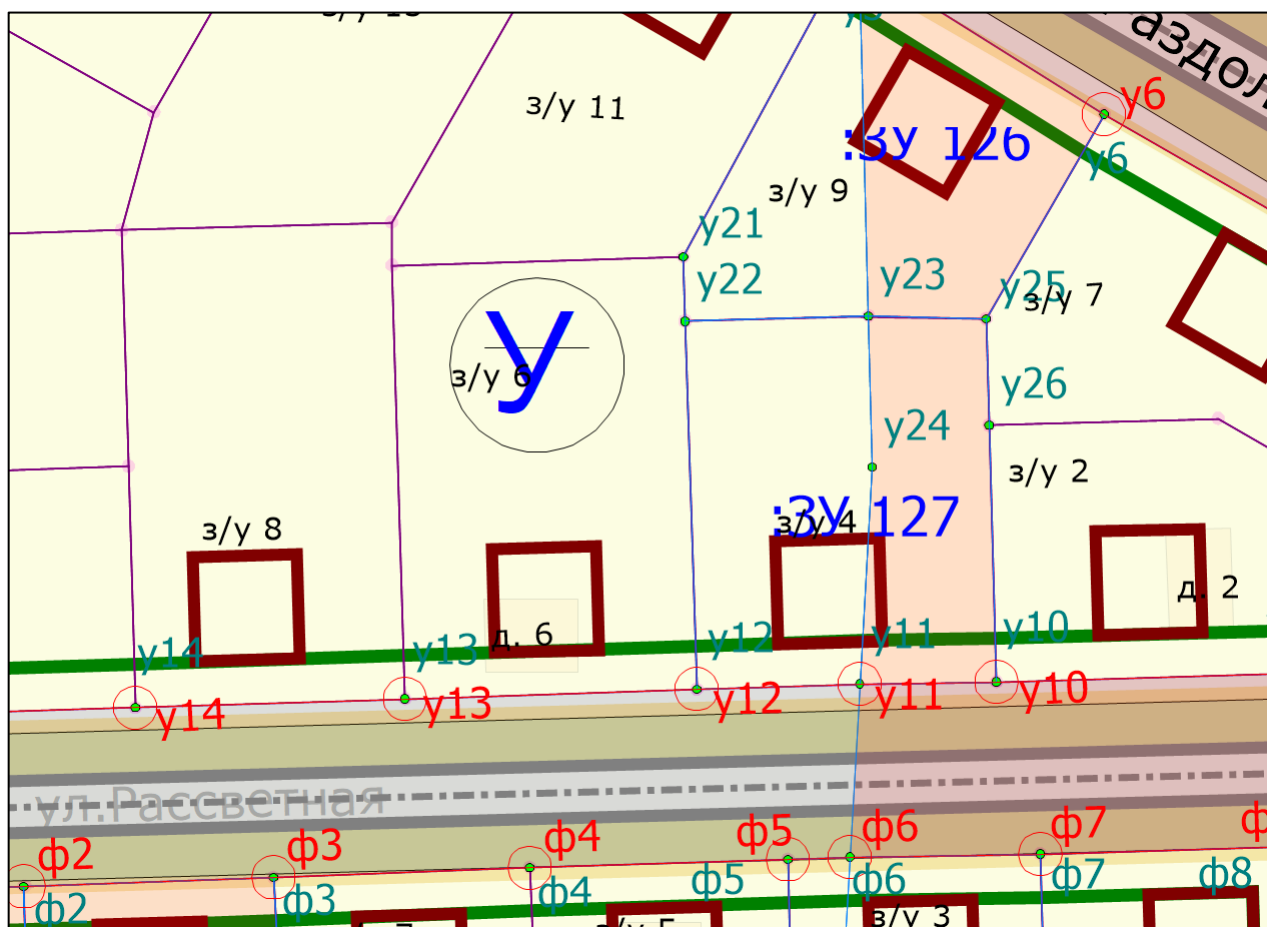 з/у 11
з/у 9
:ЗУ 126
у6
у6
аздол
у21
у22
у23
у25
з/у 7
У
з/у 6
у26
у24
з/у 2
:ЗУ 127
з/у 4
з/у 8
д. 6
д. 2
у14
у13
у12
у11
у10
у14
у13
у12
у11
у10
ул.Рассветная
ф2
ф3
ф4
ф5
ф6
ф7
ф2
ф3
ф4
ф5
ф6
ф7
ф8
з/у 3